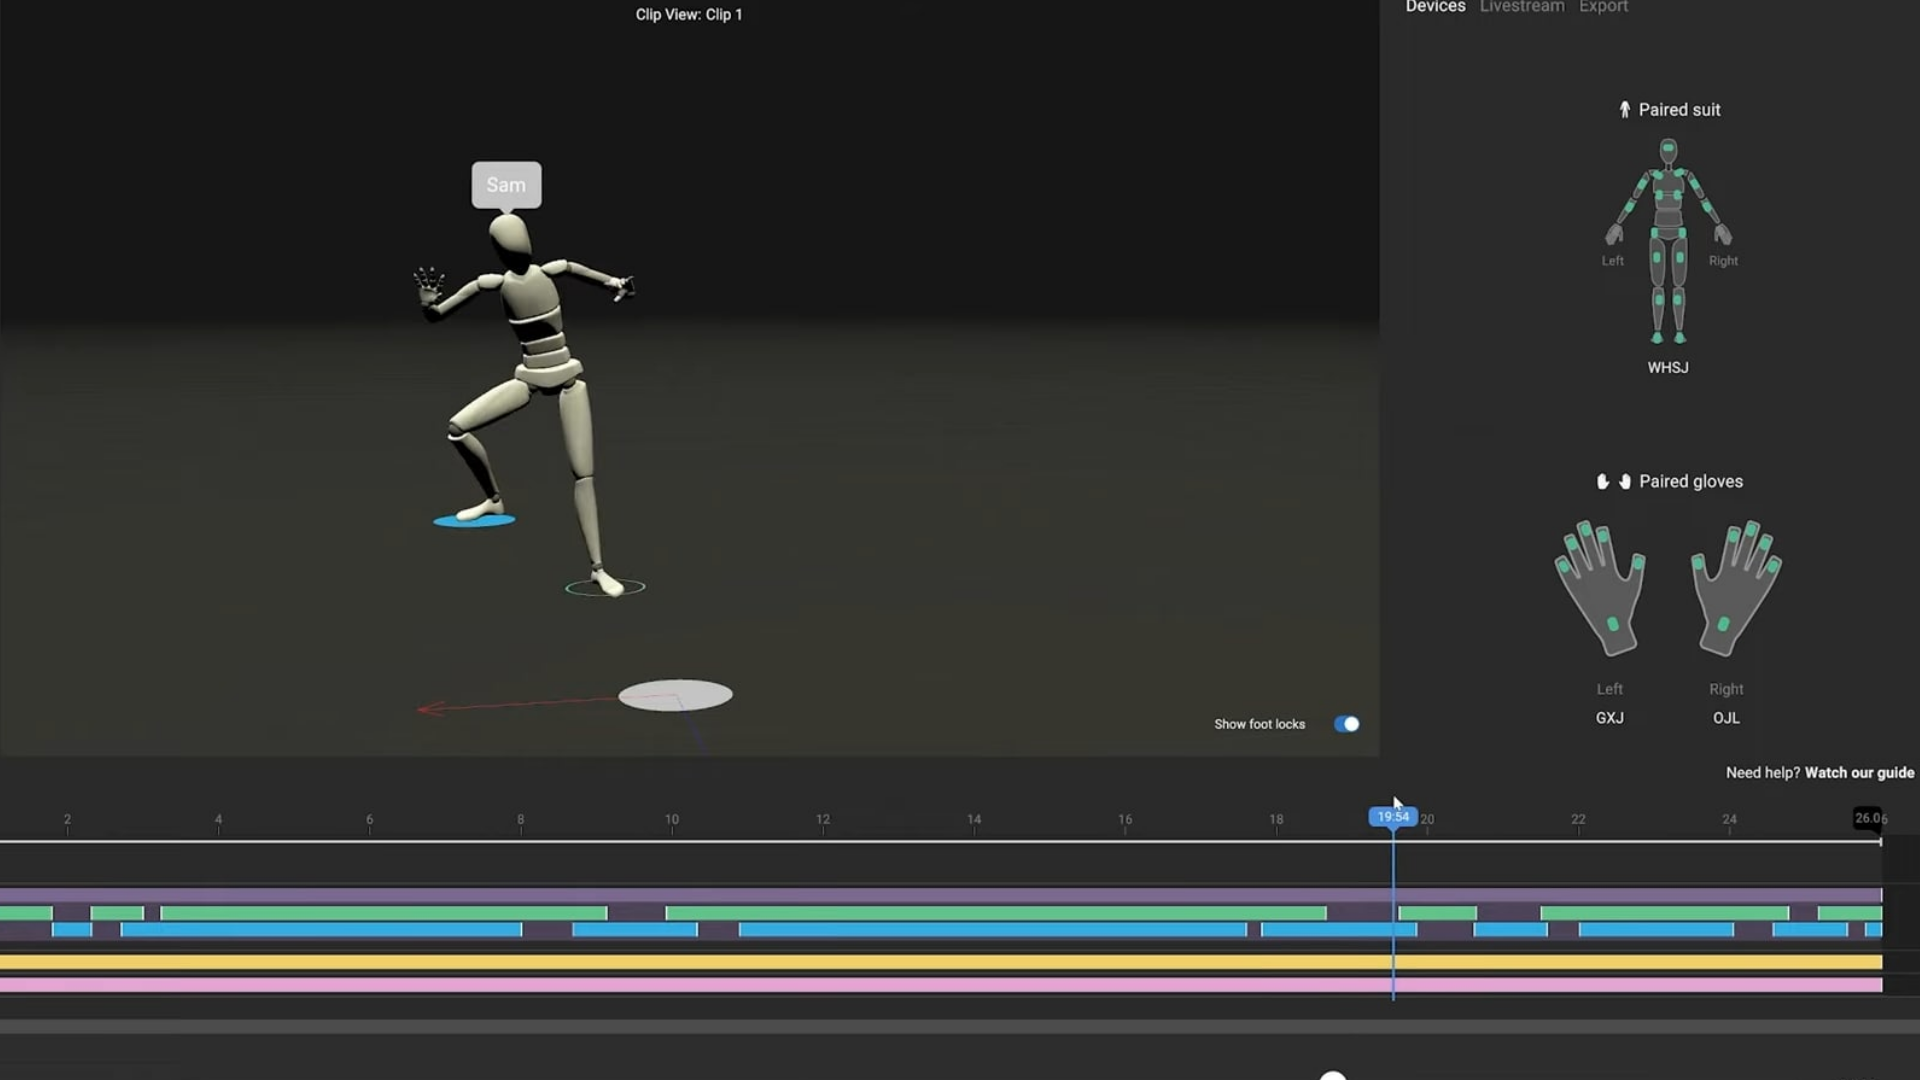 Clip View: Clip 1
Devices Livestream Export
Paired suit
Sam
Left Right
WHSJ
Paired gloves
Left Right
GXJ OJL
Show foot locks
Need help? Watch our guide
2 4 6 8 10 12 14 16 18 19:54 20 22 24 26.06